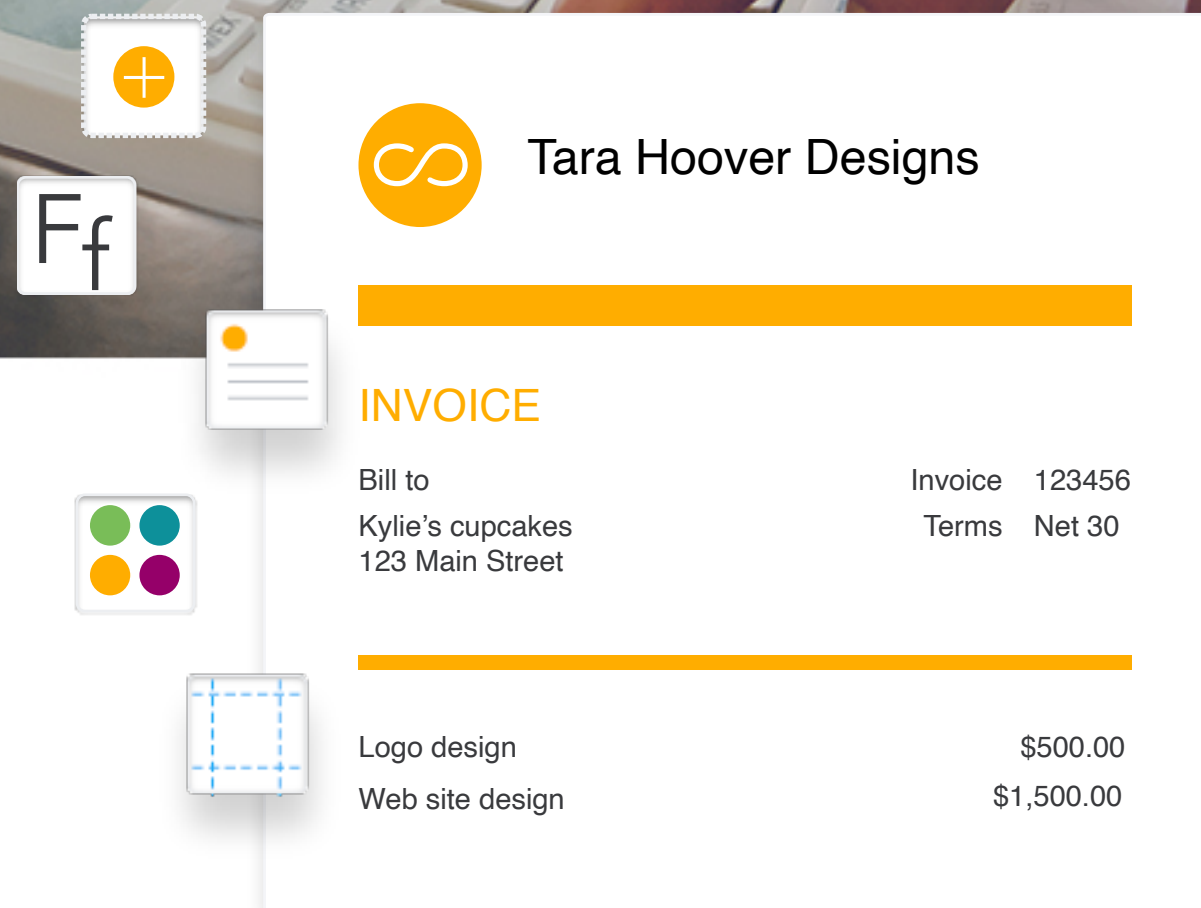 Ff
Tara Hoover Designs
INVOICE
Bill to
Invoice 123456
Kylie’s cupcakes
Terms Net 30
123 Main Street
Logo design $500.00
Web site design $1,500.00